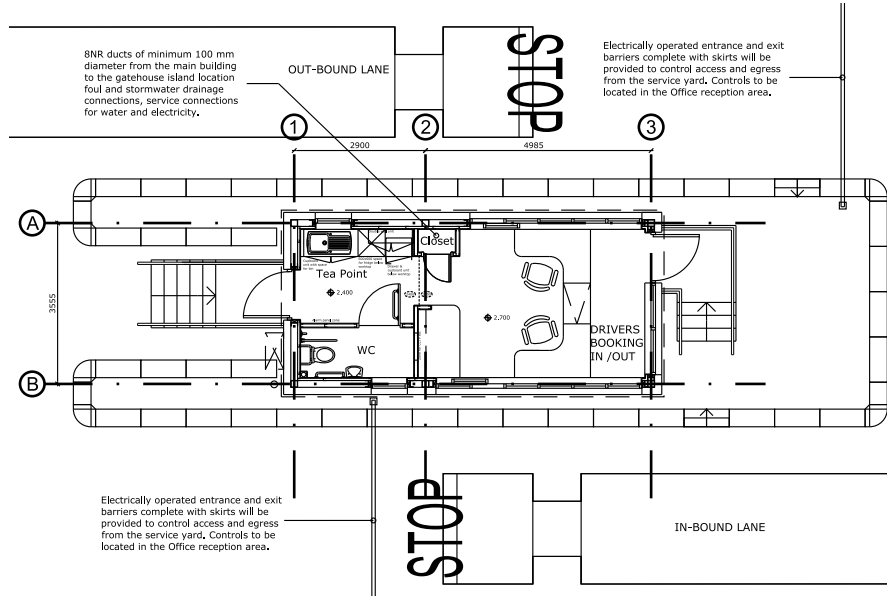 8NR ducts of minimum 100 mm
diameter from the main building
to the gatehouse island location
foul and stormwater drainage
connections, service connections
for water and electricity.
OUT-BOUND LANE
STOP
Electrically operated entrance and exit
barriers complete with skirts will be
provided to control access and egress
from the service yard. Controls to be
located in the Office reception area.
1
2
3
2900
4985
A
3555
B
Closet
Tea Point
2,400
2,700
WC
DRIVERS
BOOKING
IN /OUT
Electrically operated entrance and exit
barriers complete with skirts will be
provided to control access and egress
from the service yard. Controls to be
located in the Office reception area.
STOP
IN-BOUND LANE